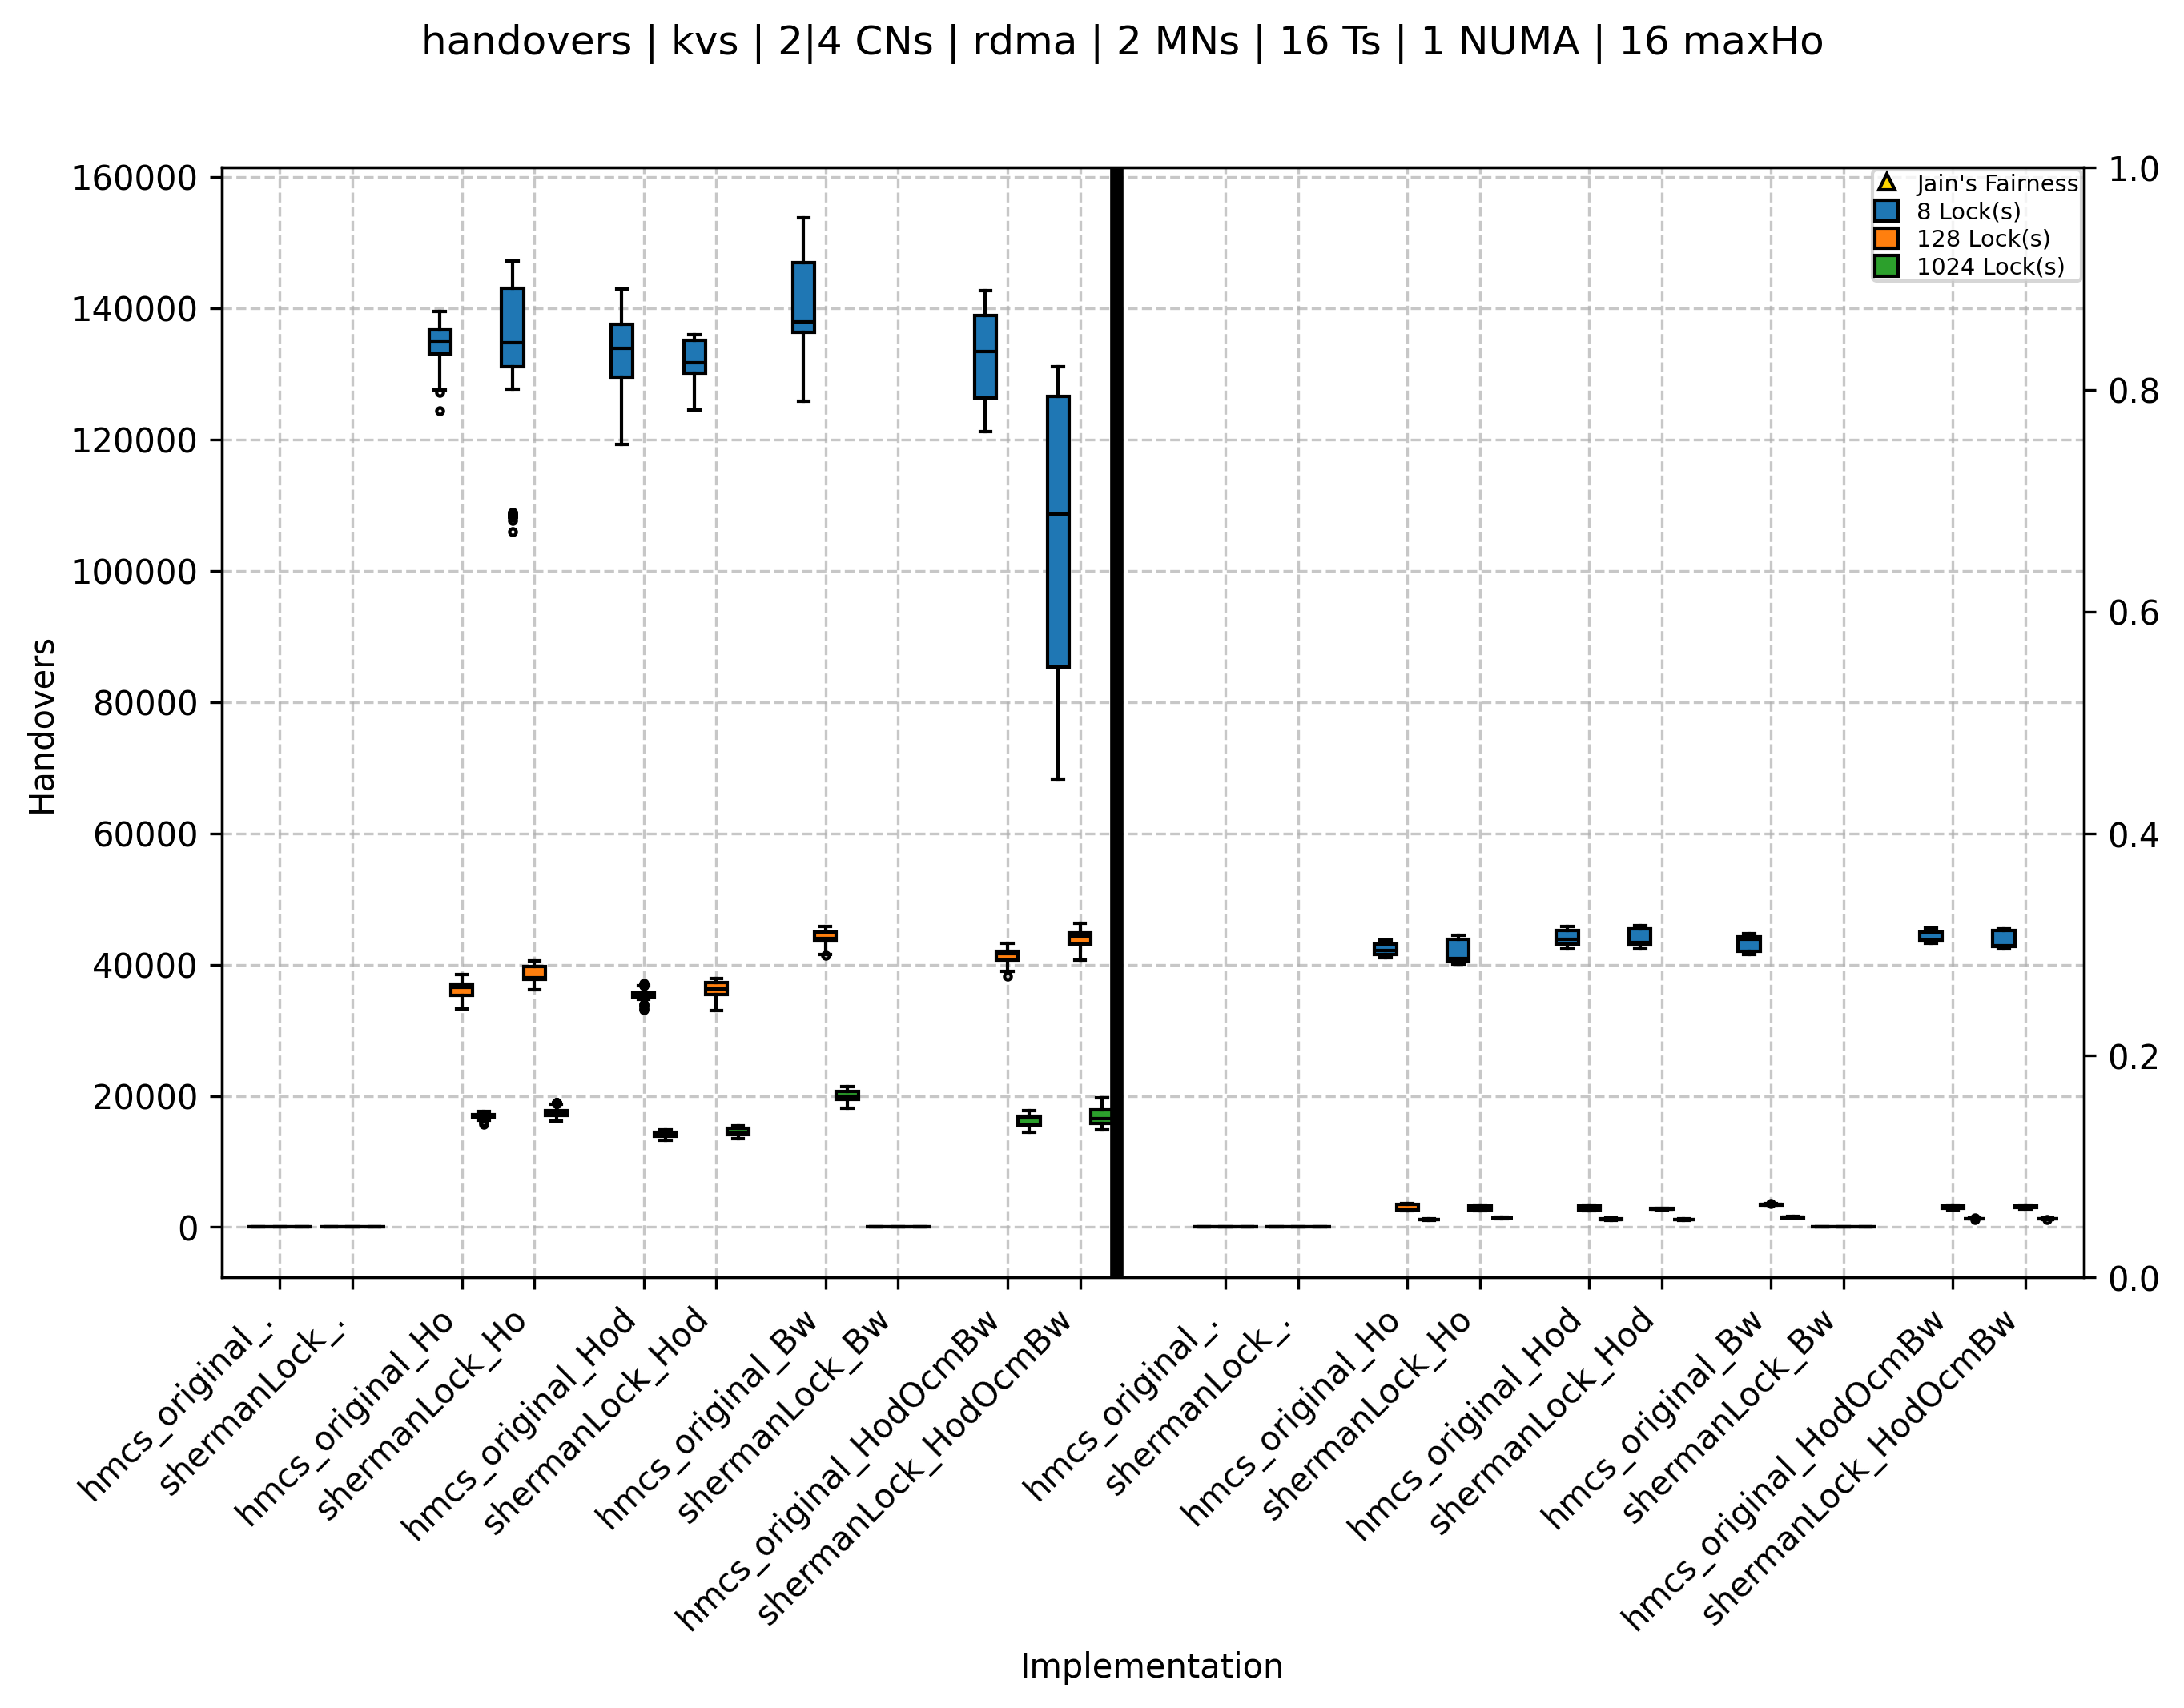 handovers | kvs | 2|4 CNs | rdma | 2 MNs | 16 Ts | 1 NUMA | 16 maxHo
Handovers
160000
140000
120000
100000
80000
60000
40000
20000
0
1.0
0.8
0.6
0.4
0.2
0.0
Jain's Fairness
8 Lock(s)
128 Lock(s)
1024 Lock(s)
hmcs_original_.
shermanLock_.
hmcs_original_Ho
shermanLock_Ho
hmcs_original_Hod
shermanLock_Hod
hmcs_original_Bw
shermanLock_Bw
hmcs_original_HodOcmBw
shermanLock_HodOcmBw
hmcs_original_.
shermanLock_.
hmcs_original_Ho
shermanLock_Ho
hmcs_original_Hod
shermanLock_Hod
hmcs_original_Bw
shermanLock_Bw
hmcs_original_HodOcmBw
shermanLock_HodOcmBw
Implementation